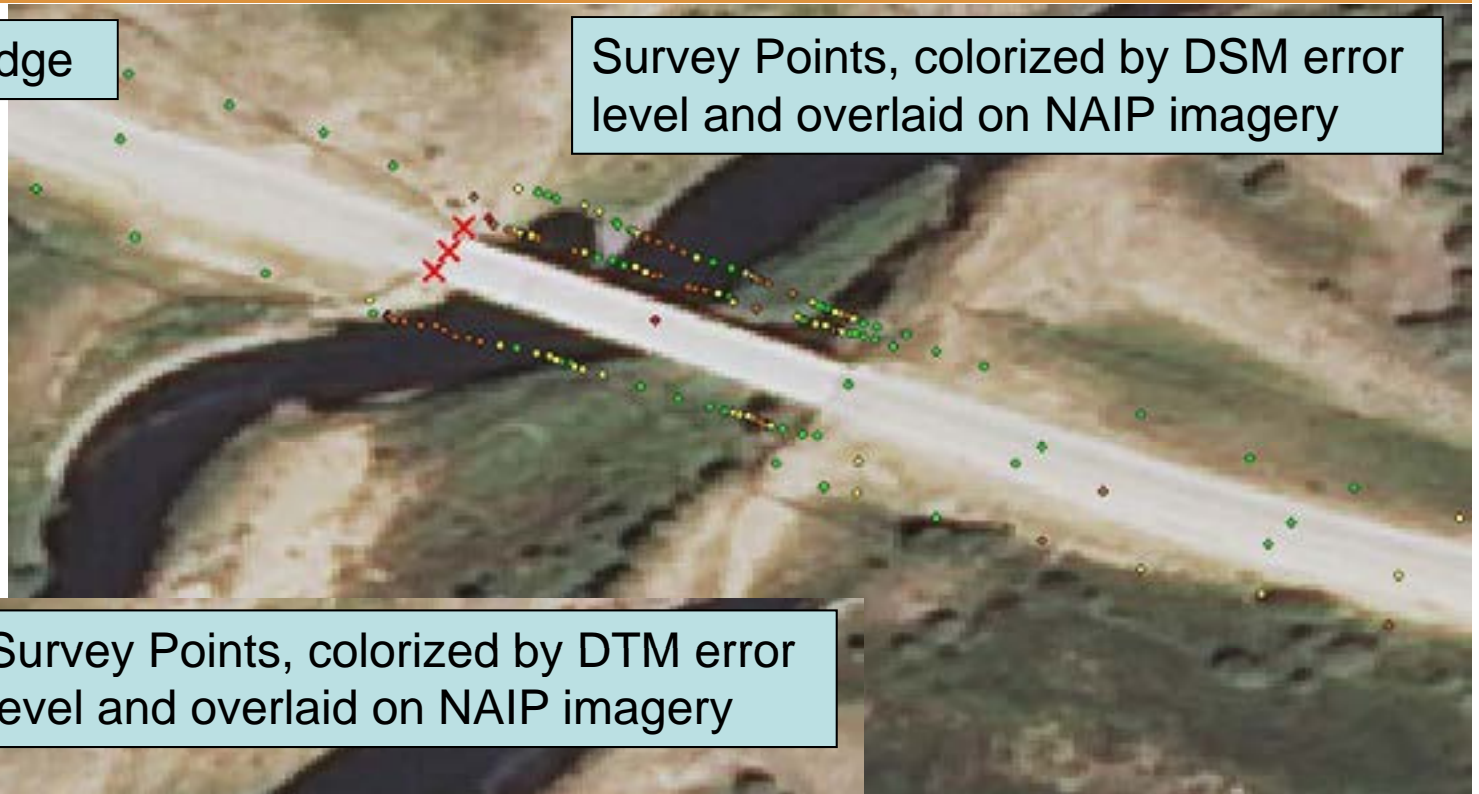 dge
Survey Points, colorized by DSM error
level and overlaid on NAIP imagery
Survey Points, colorized by DTM error
evel and overlaid on NAIP imagery